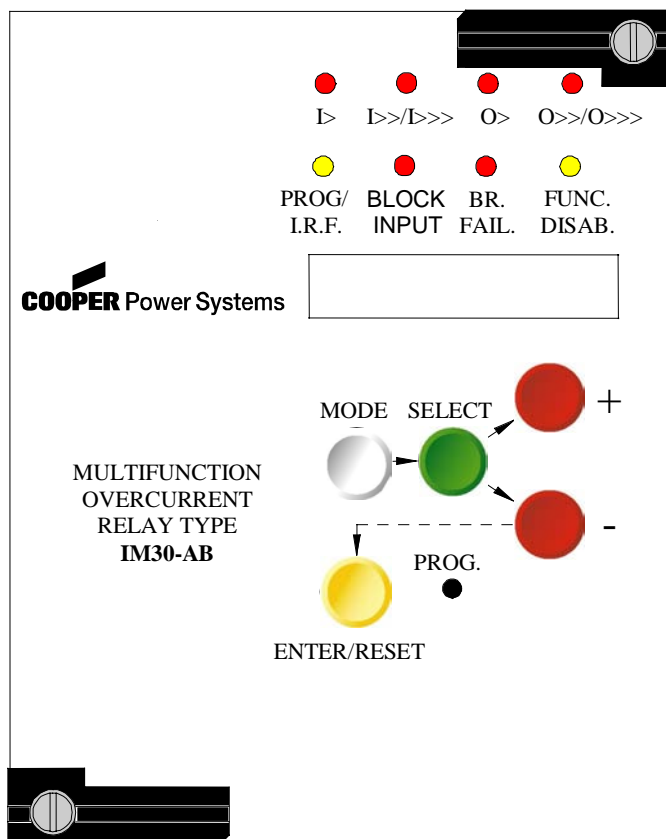 I> I>>/I>>> O> O>>/O>>>
PROG/ BLOCK BR. FUNC.
I.R.F. INPUT FAIL. DISAB.
COOPER Power Systems
MODE SELECT +
MULTIFUNCTION
OVERCURRENT
RELAY TYPE
IM30-AB
-
PROG.
ENTER/RESET